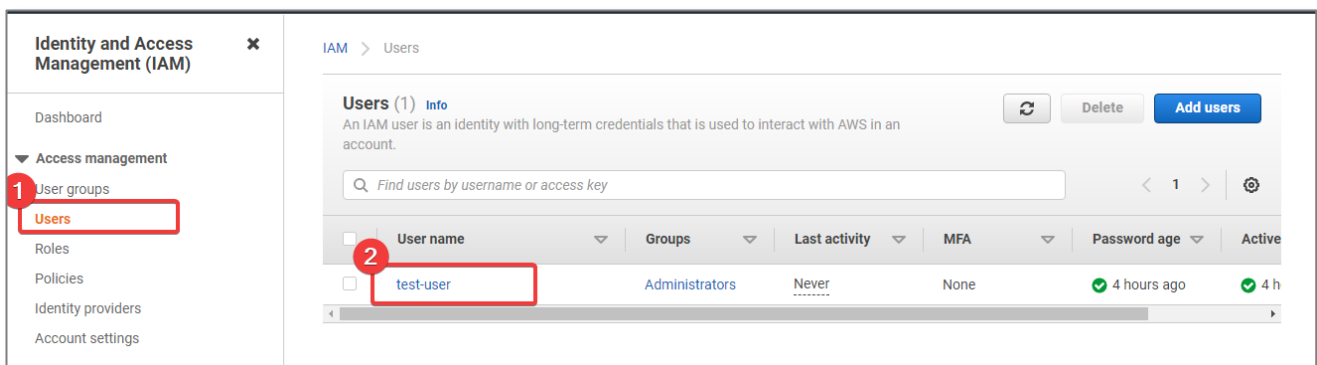 Identity and Access
Management (IAM)
Dashboard
Access management
1
User groups
Users
Roles
Policies
Identity providers
Account settings
IAM > Users
Users (1) Info
An IAM user is an identity with long-term credentials that is used to interact with AWS in an
account.
Delete
Add users
Find users by username or access key
< 1 >
2
User name Groups Last activity MFA Password age Active
test-user Administrators Never None 4 hours ago 4 h